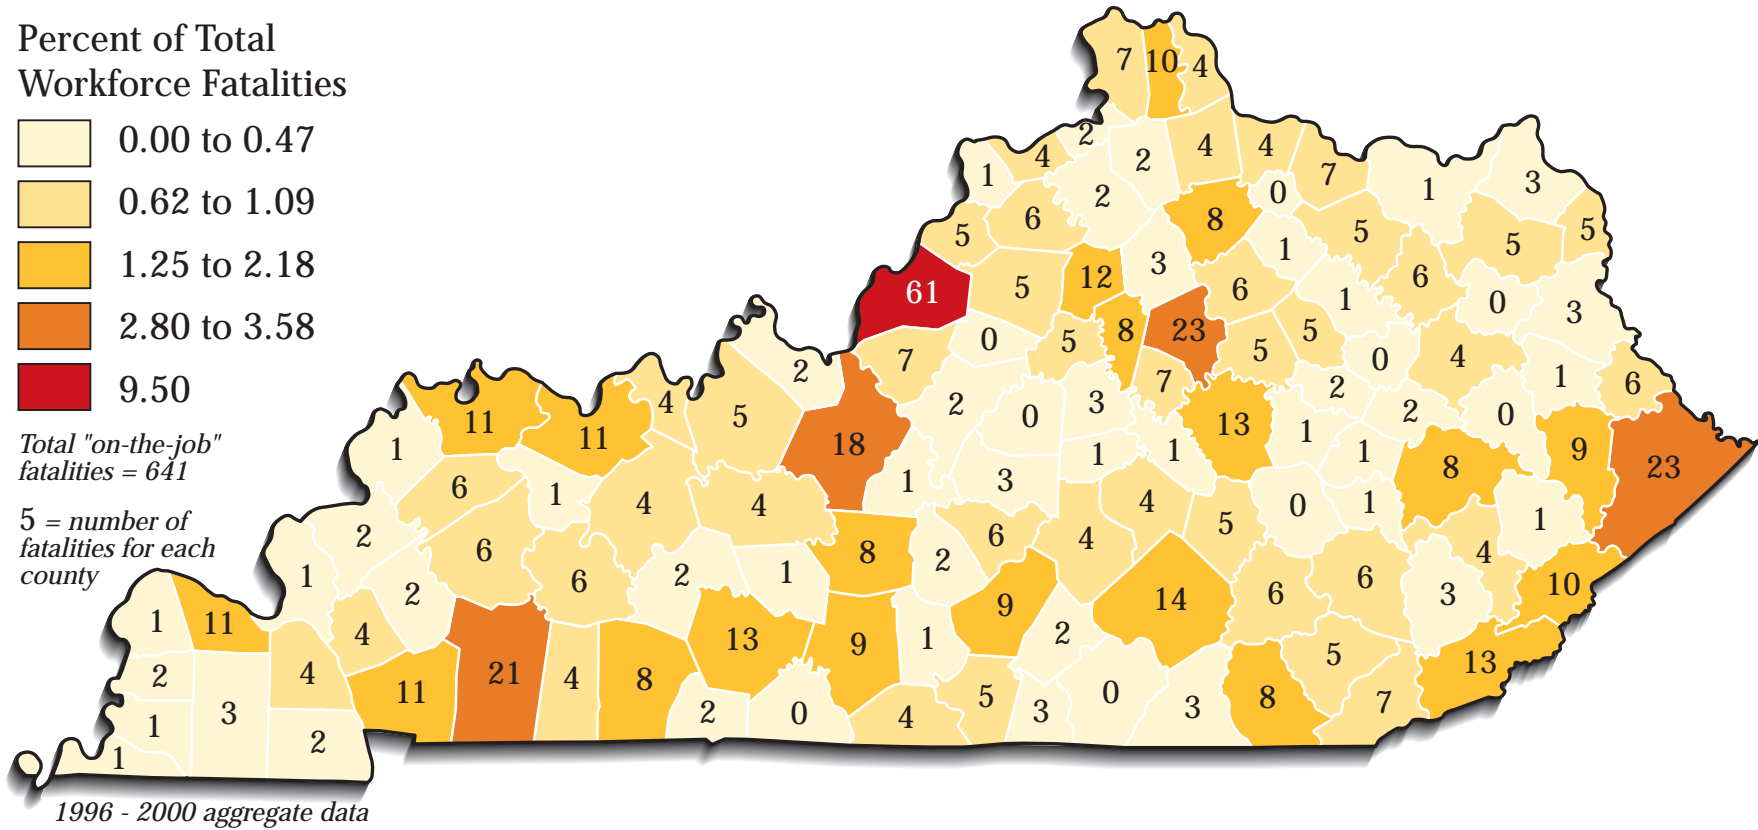 Percent of Total
Workforce Fatalities
0.00 to 0.47
0.62 to 1.09
1.25 to 2.18
2.80 to 3.58
9.50
Total "on-the-job"
fatalities = 641
5 = number of
fatalities for each
county
7 10 4
2 4 1 2 4 4 7 1 3
2 0
6 5 8 5 5 5
61 5 12 3 1 6 6 1 0 3
2 7 0 5 8 23 5 5 0 4 1 6
1 11 11 4 5 18 2 0 3 7 13 2 2 0 9 23
6 1 4 4 1 3 1 1 1 1 8
2 6 8 2 6 4 4 5 0 1 4 1
1 2 6 2 1 9 14 6 6 3 10
1 11 4 13 9 1 2 5 13
2 3 4 11 21 4 8 2 0 4 5 3 0 3 8 7
1 1 2
1996 - 2000 aggregate data